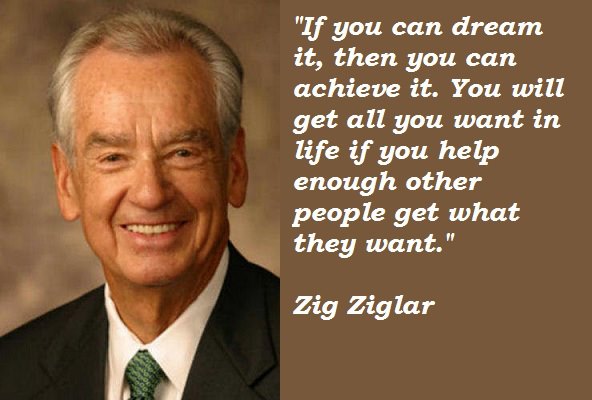 "If you can dream
it, then you can
achieve it. You will
get all you want in
life if you help
enough other
people get what
they want."
Zig Ziglar